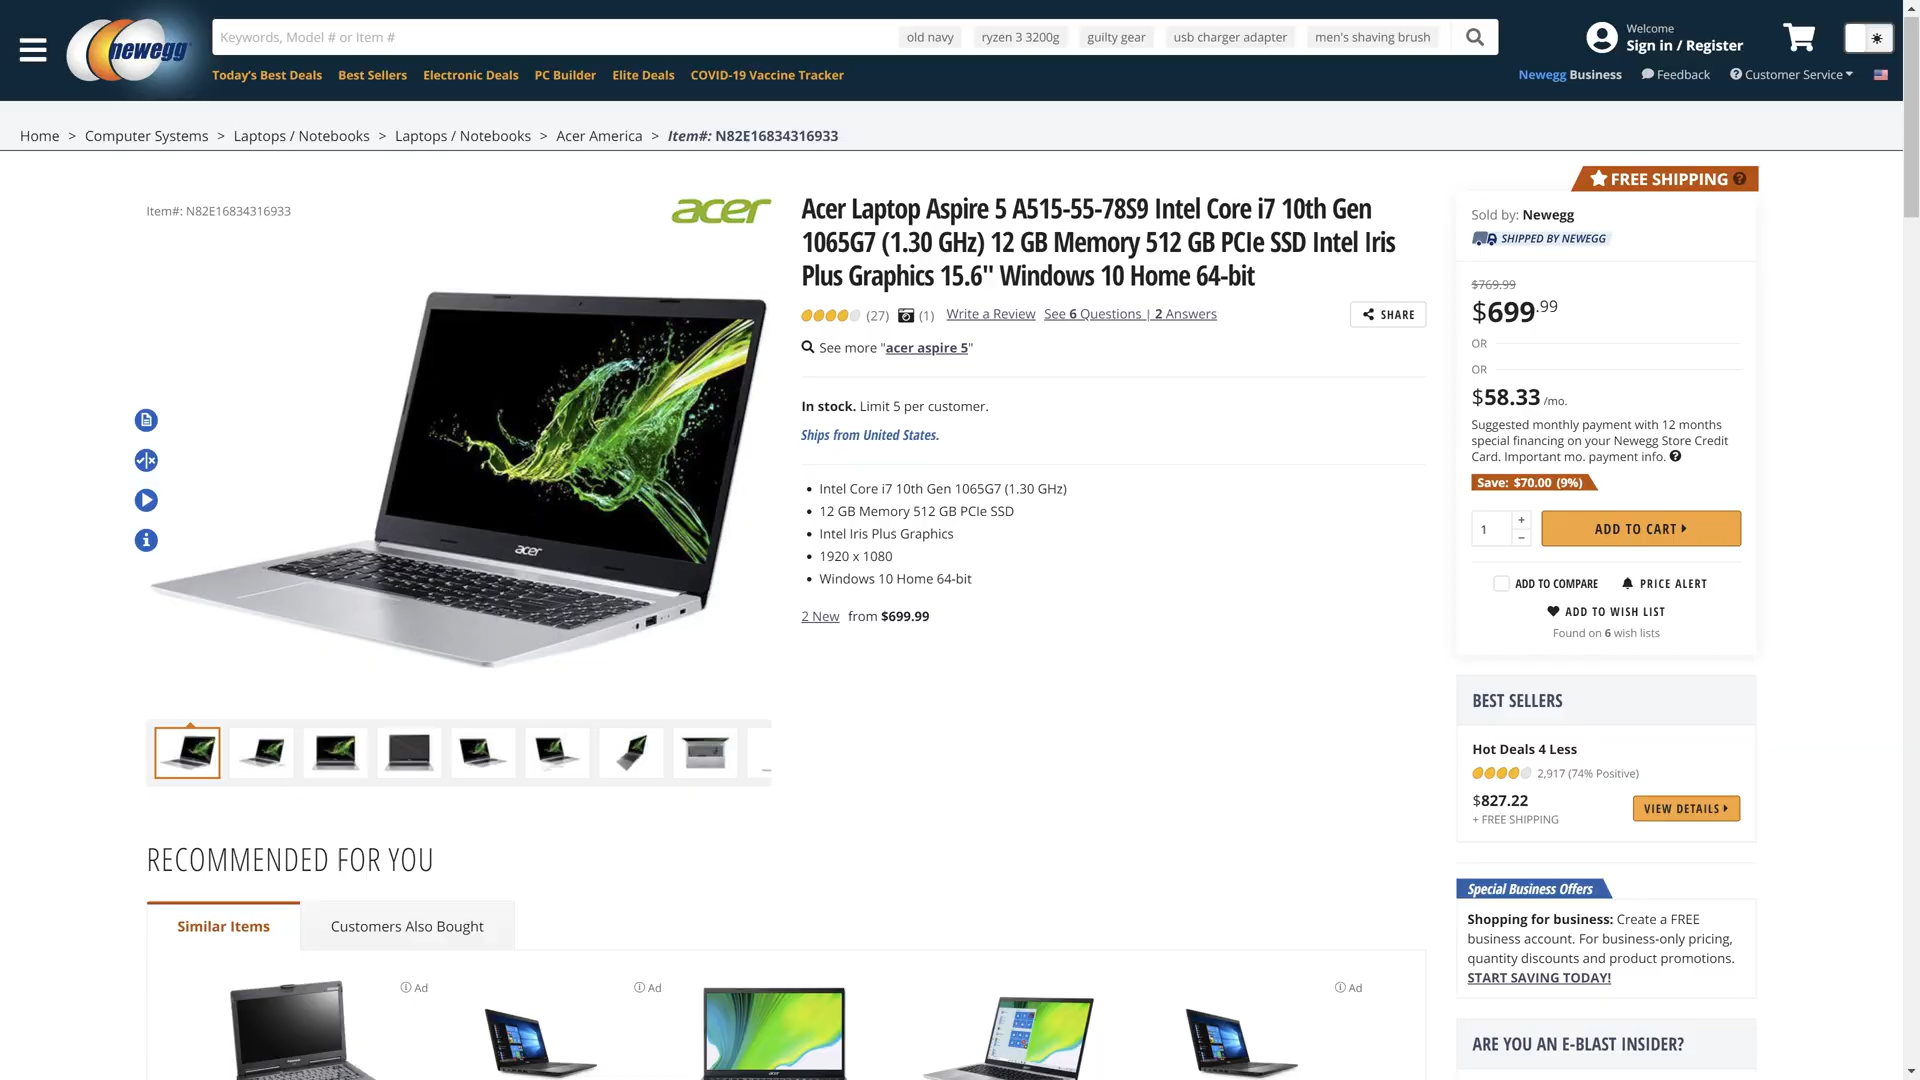 newegg
Keywords, Model # or Item #
old navy
ryzen 3 3200g
guilty gear
usb charger adapter
men's shaving brush
Welcome
Sign in / Register
Today's Best Deals
Best Sellers
Electronic Deals
PC Builder
Elite Deals
COVID-19 Vaccine Tracker
Newegg Business
Feedback
Customer Service
Home > Computer Systems > Laptops / Notebooks > Laptops / Notebooks > Acer America > Item#: N82E16834316933
Item#: N82E16834316933
acer
acer
Acer Laptop Aspire 5 A515-55-78S9 Intel Core i7 10th Gen
1065G7 (1.30 GHz) 12 GB Memory 512 GB PCIe SSD Intel Iris
Plus Graphics 15.6" Windows 10 Home 64-bit
(27) (1) Write a Review See 6 Questions | 2 Answers
SHARE
See more "acer aspire 5"
In stock. Limit 5 per customer.
Ships from United States.
• Intel Core i7 10th Gen 1065G7 (1.30 GHz)
• 12 GB Memory 512 GB PCIe SSD
• Intel Iris Plus Graphics
• 1920 x 1080
• Windows 10 Home 64-bit
2 New from $699.99
FREE SHIPPING
Sold by: Newegg
SHIPPED BY NEWEGG
$769.99
$699.99
OR
OR
$58.33 /mo.
Suggested monthly payment with 12 months
special financing on your Newegg Store Credit
Card. Important mo. payment info.
Save: $70.00 (9%)
1
+
−
ADD TO CART
ADD TO COMPARE
PRICE ALERT
ADD TO WISH LIST
Found on 6 wish lists
BEST SELLERS
Hot Deals 4 Less
2,917 (74% Positive)
$827.22
+ FREE SHIPPING
VIEW DETAILS
Special Business Offers
Shopping for business: Create a FREE
business account. For business-only pricing,
quantity discounts and product promotions.
START SAVING TODAY!
ARE YOU AN E-BLAST INSIDER?
RECOMMENDED FOR YOU
Similar Items
Customers Also Bought
Ad
Ad
Ad